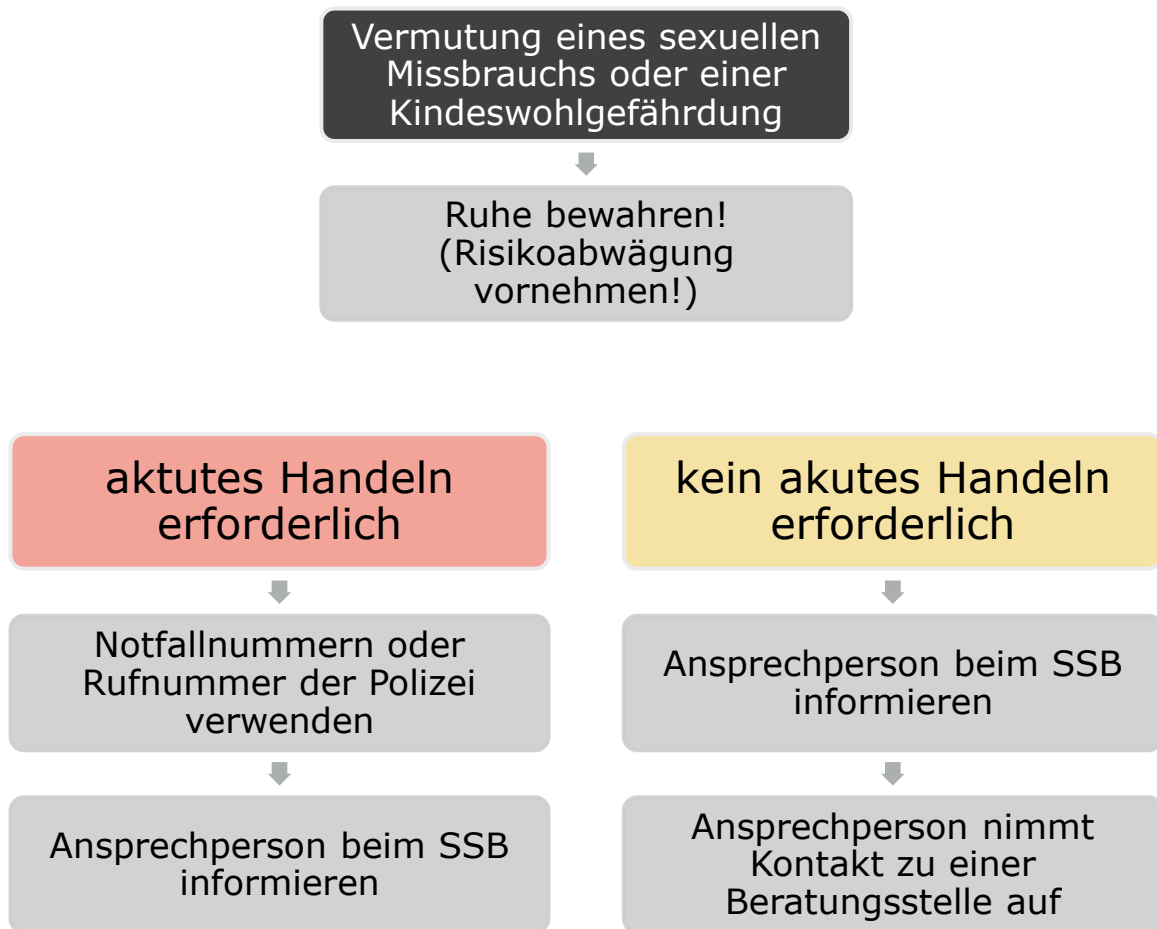 Vermutung eines sexuellen
Missbrauchs oder einer
Kindeswohlgefährdung
Ruhe bewahren!
(Risikoabwägung
vornehmen!)
aktutes Handeln
erforderlich
Notfallnummern oder
Rufnummer der Polizei
verwenden
Ansprechperson beim SSB
informieren
kein akutes Handeln
erforderlich
Ansprechperson beim SSB
informieren
Ansprechperson nimmt
Kontakt zu einer
Beratungsstelle auf